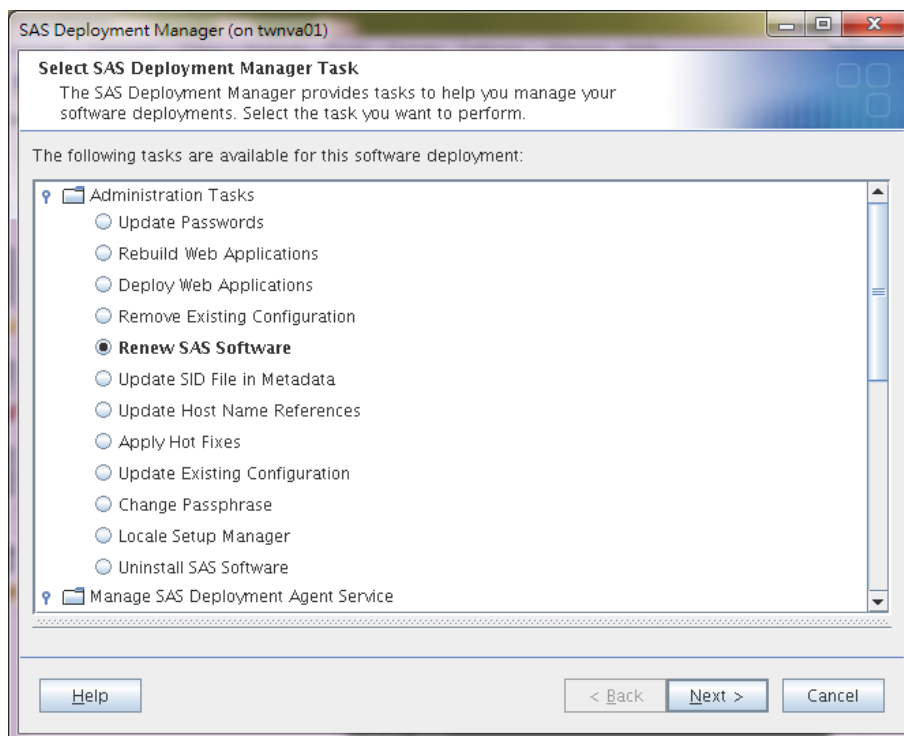 SAS Deployment Manager (on twnva01)
Select SAS Deployment Manager Task
The SAS Deployment Manager provides tasks to help you manage your
software deployments. Select the task you want to perform.
The following tasks are available for this software deployment:
Administration Tasks
Update Passwords
Rebuild Web Applications
Deploy Web Applications
Remove Existing Configuration
Renew SAS Software
Update SID File in Metadata
Update Host Name References
Apply Hot Fixes
Update Existing Configuration
Change Passphrase
Locale Setup Manager
Uninstall SAS Software
Manage SAS Deployment Agent Service
Help
< Back
Next >
Cancel